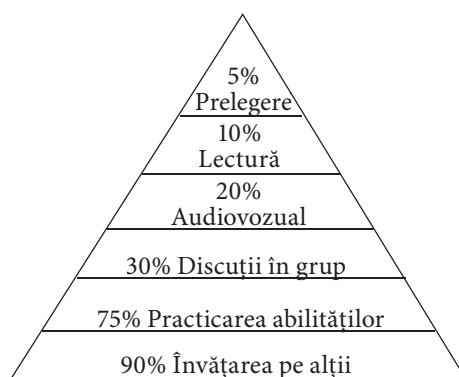 5%
Prelegere
10%
Lectură
20%
Audiovozual
30% Discuții în grup
75% Practicarea abilităților
90% Învățarea pe alții